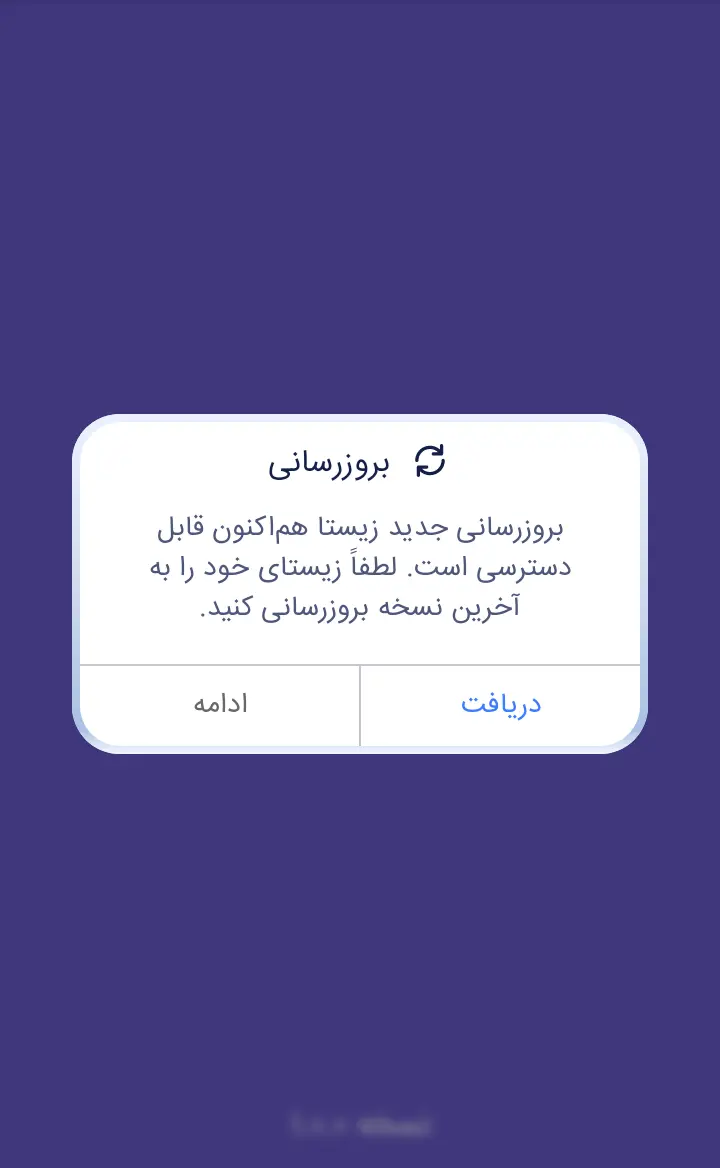 بروزرسانی
بروزرسانی جدید زیستا هم‌اکنون قابل
دسترسی است. لطفاً زیستای خود را به
آخرین نسخه بروزرسانی کنید.
دریافت
ادامه